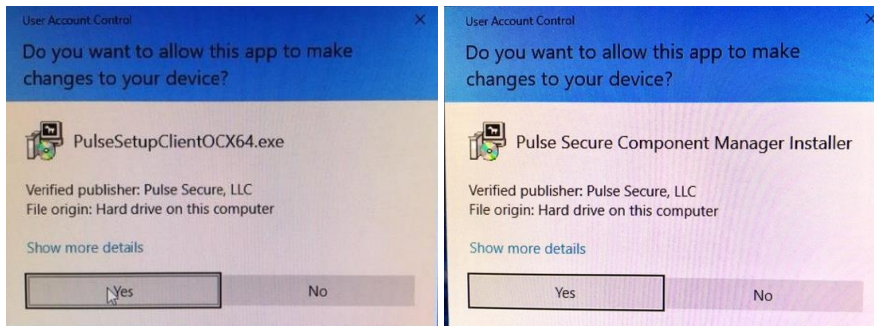 User Account Control
Do you want to allow this app to make
changes to your device?
PulseSetupClientOCX64.exe
Verified publisher: Pulse Secure, LLC
File origin: Hard drive on this computer
Show more details
Yes
No
User Account Control
Do you want to allow this app to make
changes to your device?
Pulse Secure Component Manager Installer
Verified publisher: Pulse Secure, LLC
File origin: Hard drive on this computer
Show more details
Yes
No